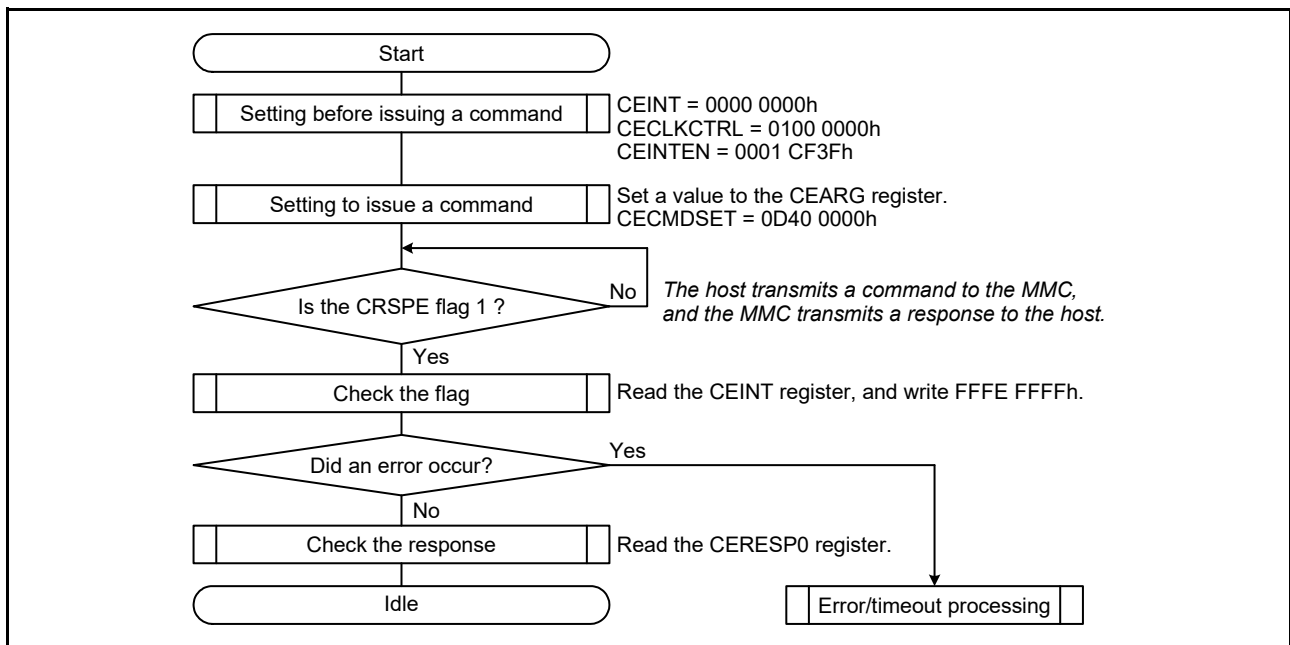 Start
Setting before issuing a command
CEINT = 0000 0000h
CECLKCTRL = 0100 0000h
CEINTEN = 0001 CF3Fh
Setting to issue a command
Set a value to the CEARG register.
CECMDSET = 0D40 0000h
Is the CRSPE flag 1 ?
No
The host transmits a command to the MMC,
and the MMC transmits a response to the host.
Yes
Check the flag
Read the CEINT register, and write FFFE FFFFh.
Did an error occur?
Yes
No
Check the response
Read the CERESP0 register.
Idle
Error/timeout processing